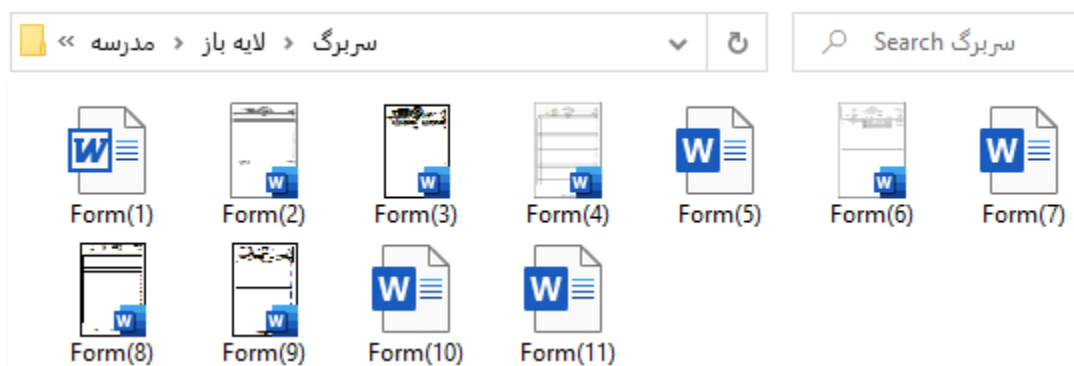 « مدرسه › لایه باز › سربرگ
Search سربرگ
Form(1) Form(2) Form(3) Form(4) Form(5) Form(6) Form(7)
Form(8) Form(9) Form(10) Form(11)